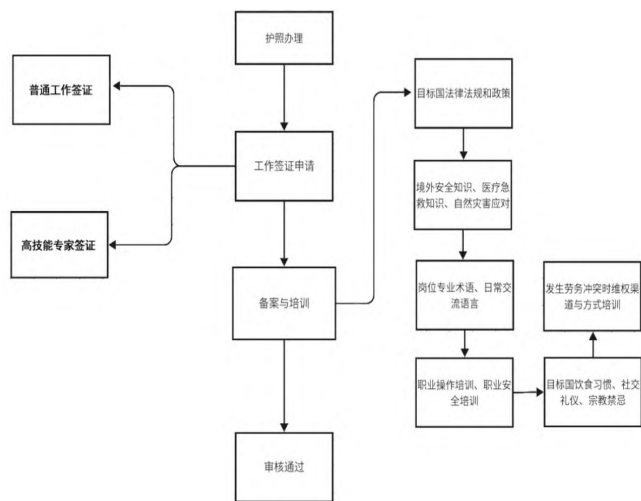 护照办理
普通工作签证
目标国法律法规和政策
工作签证申请
境外安全知识、医疗急
救知识、自然灾害应对
高技能专家签证
备案与培训
岗位专业术语、日常交
流语言
发生劳务冲突时维权渠
道与方式培训
职业操作培训、职业安
全培训
目标国饮食习惯、社交
礼仪、宗教禁忌
审核通过